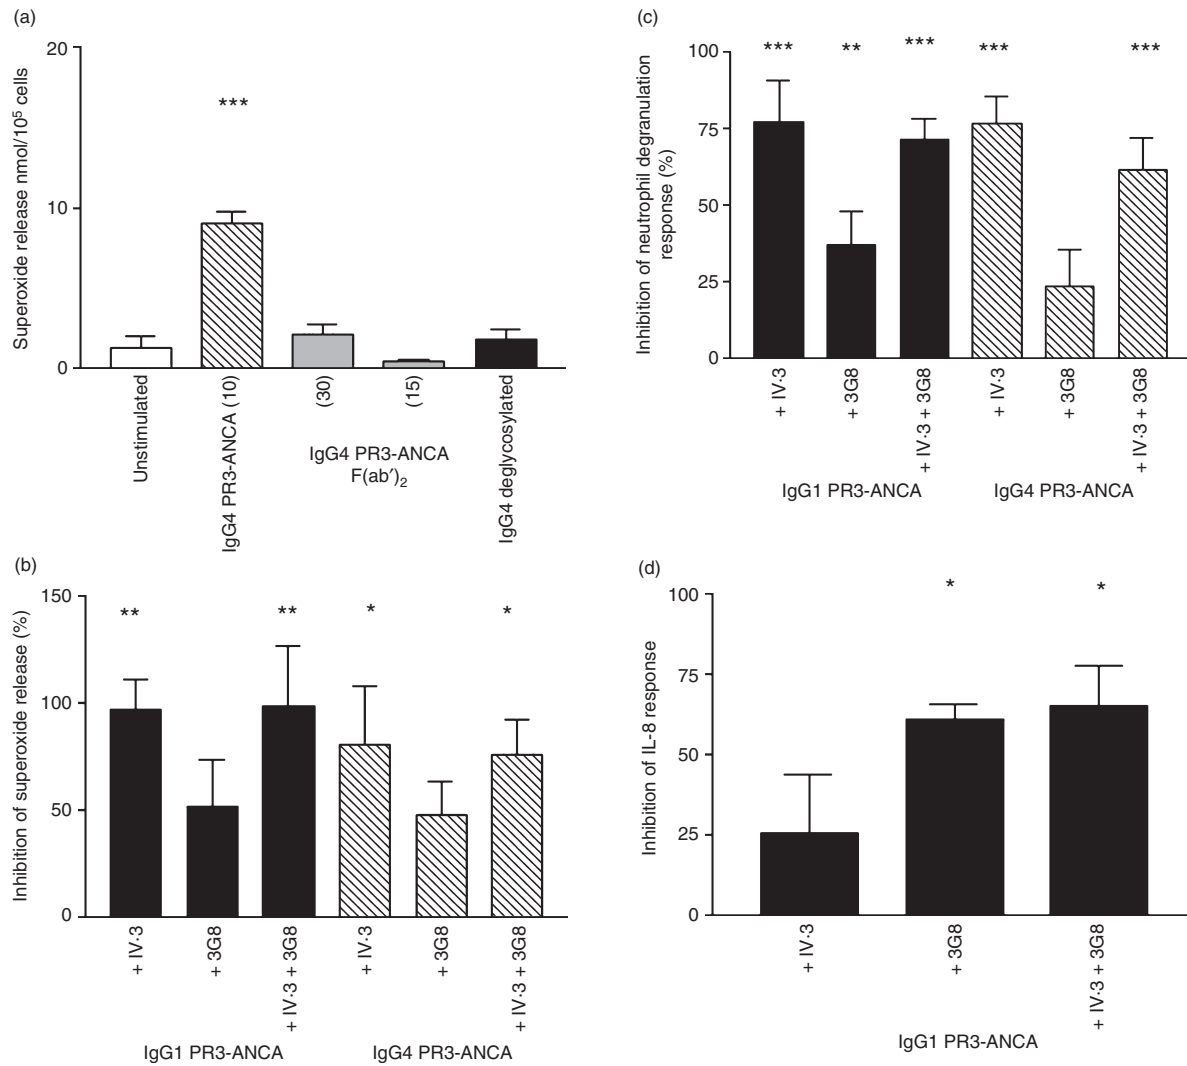 (a)
Superoxide release nmol/10⁵ cells
20
10
0
***
Unstimulated
IgG4 PR3-ANCA (10)
(30)
(15)
IgG4 PR3-ANCA
F(ab′)₂
IgG4 deglycosylated
(b)
Inhibition of superoxide release (%)
150
100
50
0
**
**
*
*
+ IV·3
+ 3G8
+ IV·3 + 3G8
+ IV·3
+ 3G8
+ IV·3 + 3G8
IgG1 PR3-ANCA
IgG4 PR3-ANCA
(c)
Inhibition of neutrophil degranulation
response (%)
100
75
50
25
0
***
**
***
***
***
+ IV·3
+ 3G8
+ IV·3 + 3G8
+ IV·3
+ 3G8
+ IV·3 + 3G8
IgG1 PR3-ANCA
IgG4 PR3-ANCA
(d)
Inhibition of IL-8 response
100
75
50
25
0
*
*
+ IV·3
+ 3G8
+ IV·3 + 3G8
IgG1 PR3-ANCA